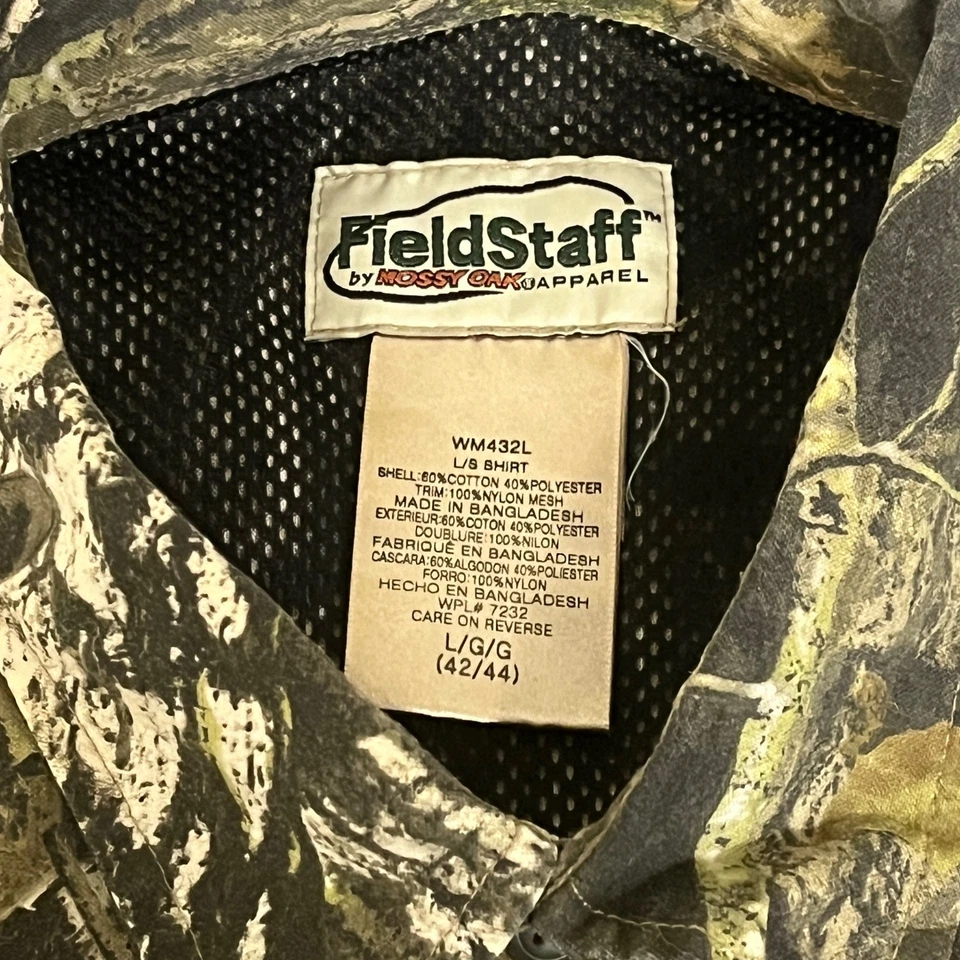 FieldStaff™
by MOSSY OAK® APPAREL
WM432L
L/S SHIRT
SHELL:60%COTTON 40%POLYESTER
TRIM:100%NYLON MESH
MADE IN BANGLADESH
EXTERIEUR:60%COTON 40%POLYESTER
DOUBLURE:100%NILON
FABRIQUÉ EN BANGLADESH
CASCARA:60%ALGODON 40%POLIESTER
FORRO:100%NYLON
HECHO EN BANGLADESH
WPL# 7232
CARE ON REVERSE
L/G/G
(42/44)